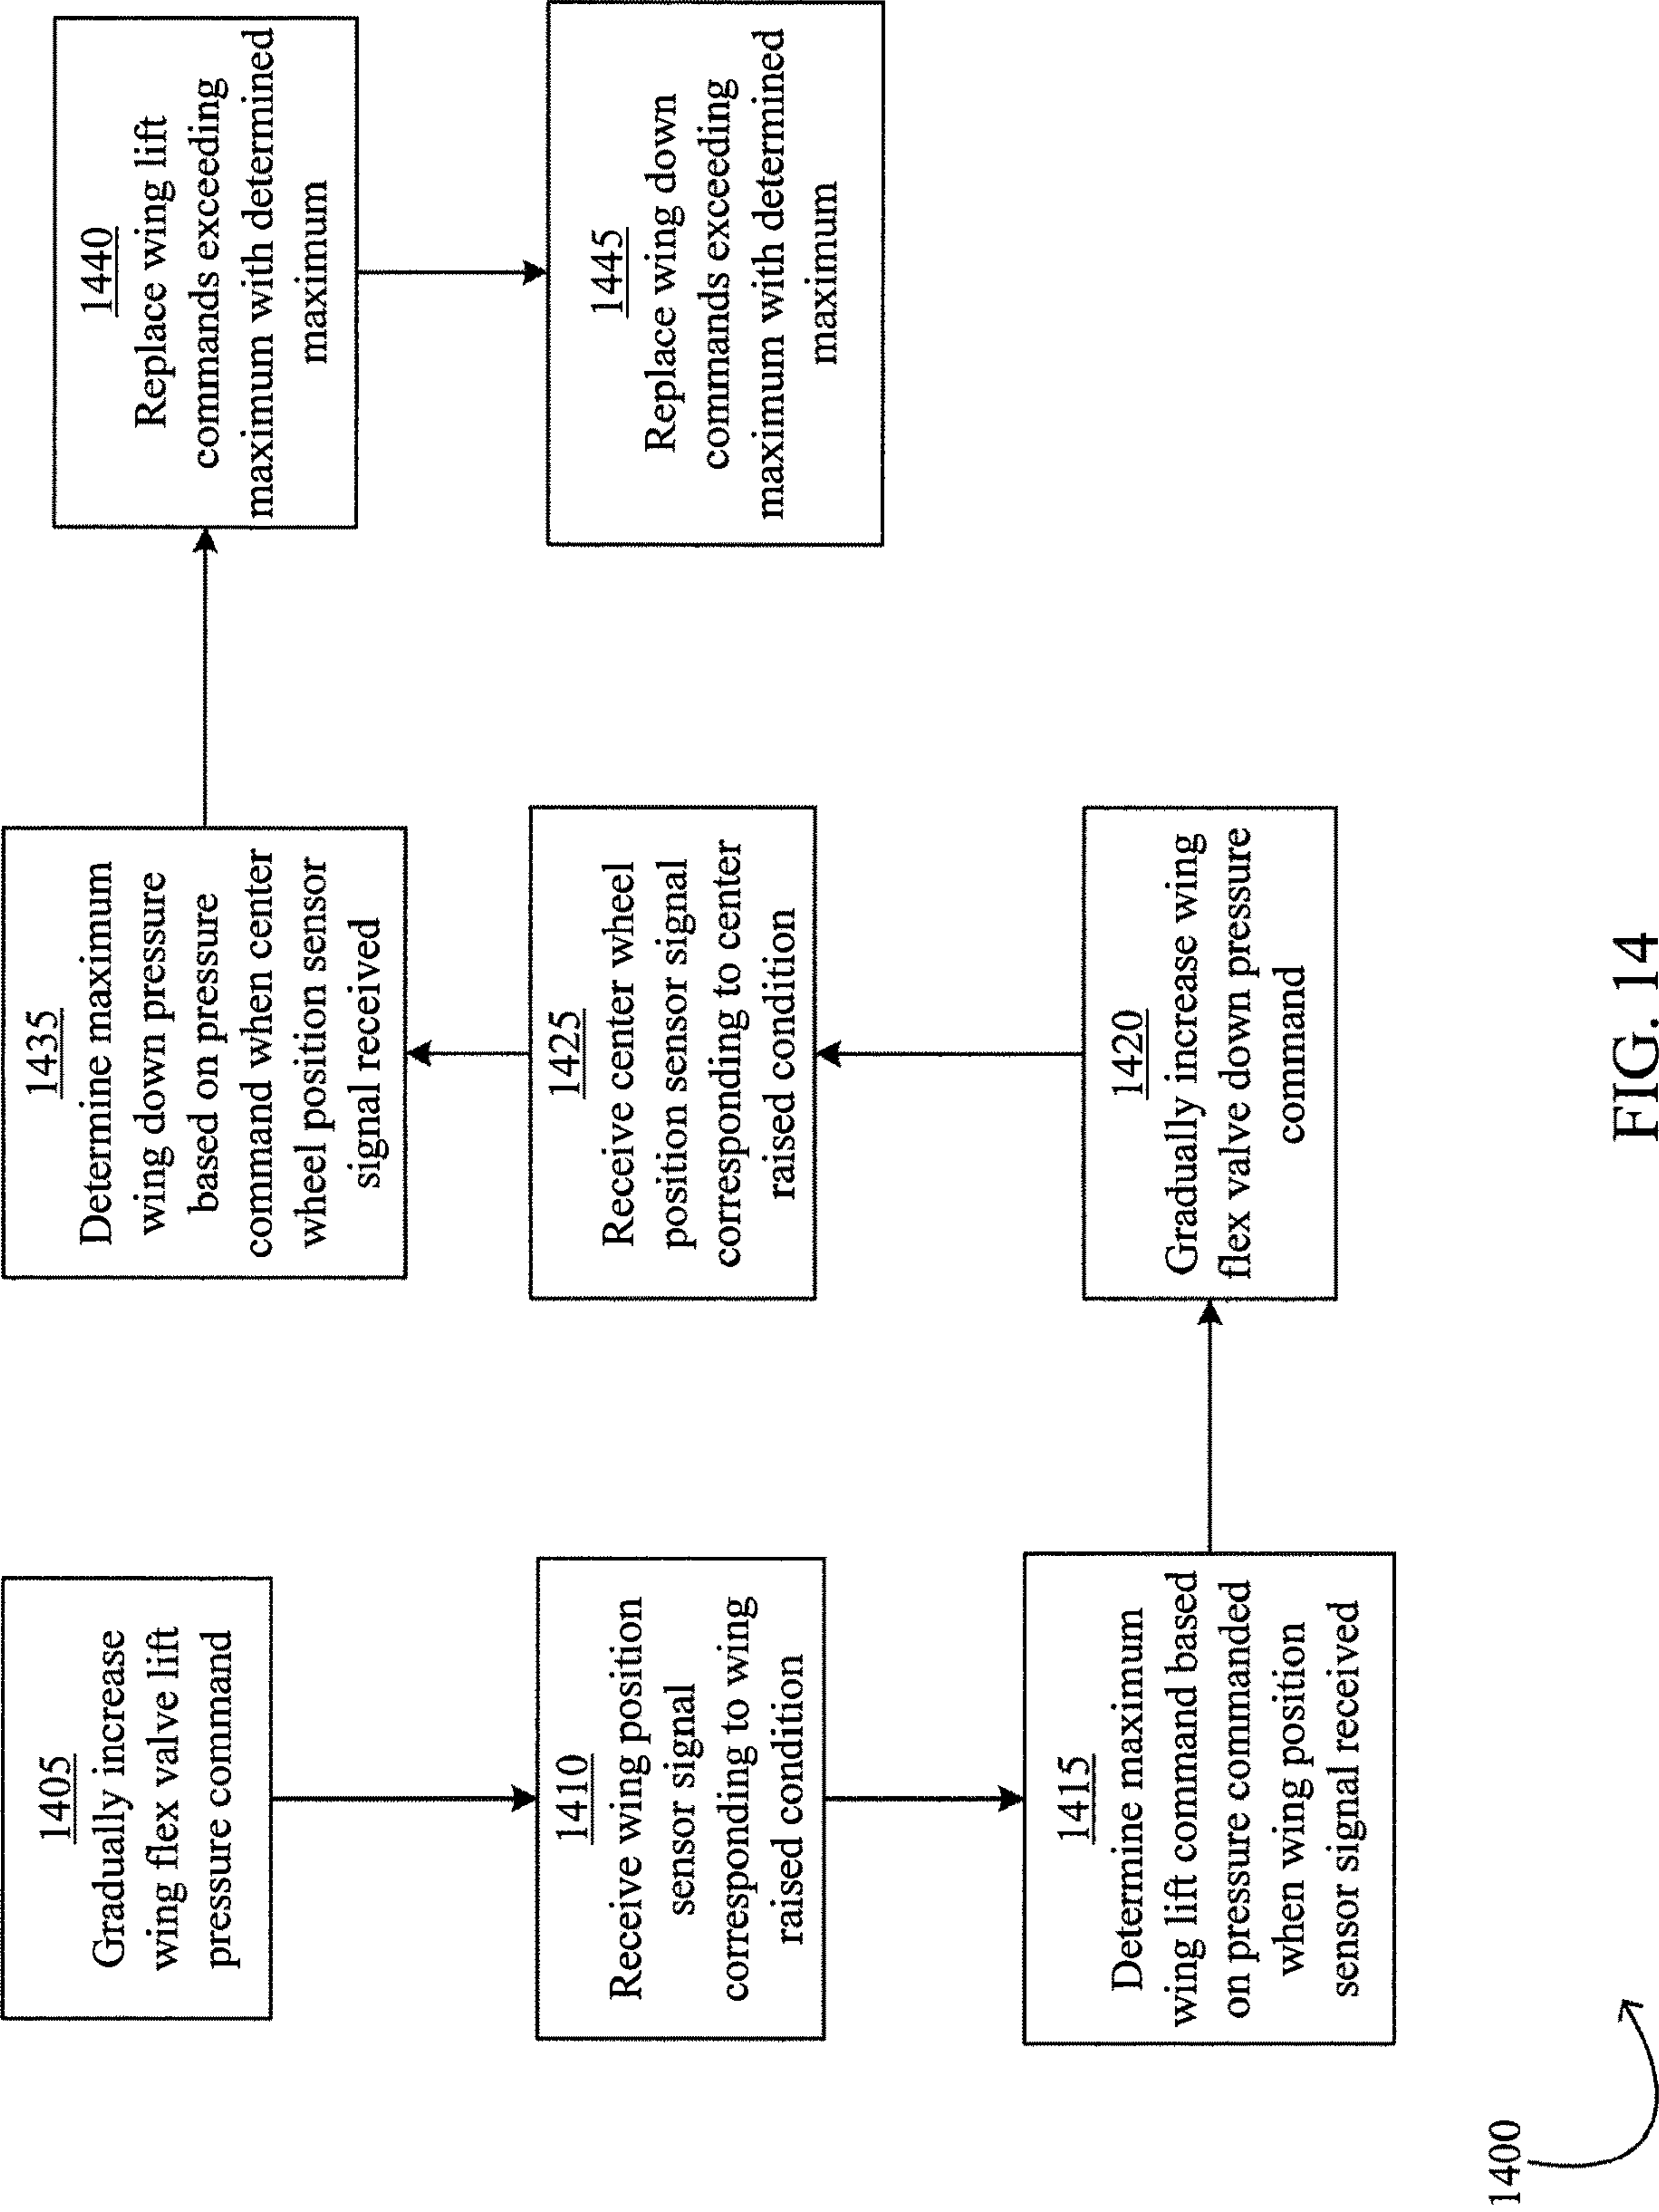 1405
Gradually increase
wing flex valve lift
pressure command
1410
Receive wing position
sensor signal
corresponding to wing
raised condition
1415
Determine maximum
wing lift command based
on pressure commanded
when wing position
sensor signal received
1420
Gradually increase wing
flex valve down pressure
command
1425
Receive center wheel
position sensor signal
corresponding to center
raised condition
1435
Determine maximum
wing down pressure
based on pressure
command when center
wheel position sensor
signal received
1440
Replace wing lift
commands exceeding
maximum with determined
maximum
1445
Replace wing down
commands exceeding
maximum with determined
maximum
1400
FIG. 14